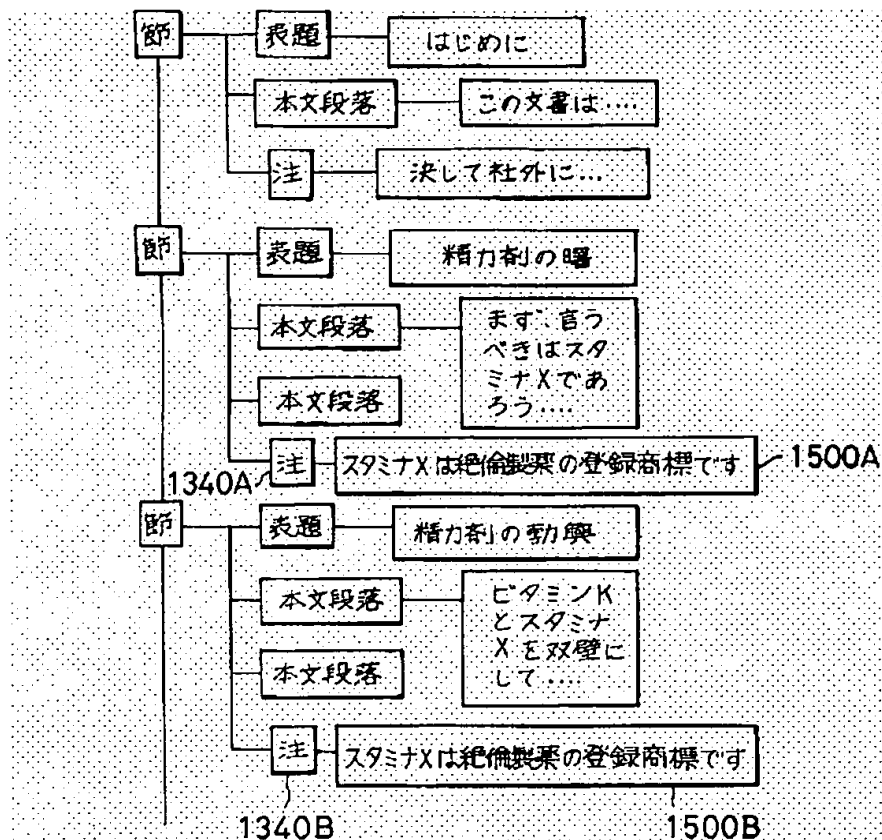 節 表題 はじめに
本文段落 この文書は‥‥
注 決して社外に…
節 表題 精力剤の曙
本文段落 まず、言う
べきはスタ
ミナXであ
ろう‥‥
本文段落
注 スタミナXは絶倫製薬の登録商標です 1500A
1340A
節 表題 精力剤の勃興
本文段落 ビタミンK
とスタミナ
Xを双璧に
して‥‥
本文段落
注 スタミナXは絶倫製薬の登録商標です
1340B 1500B